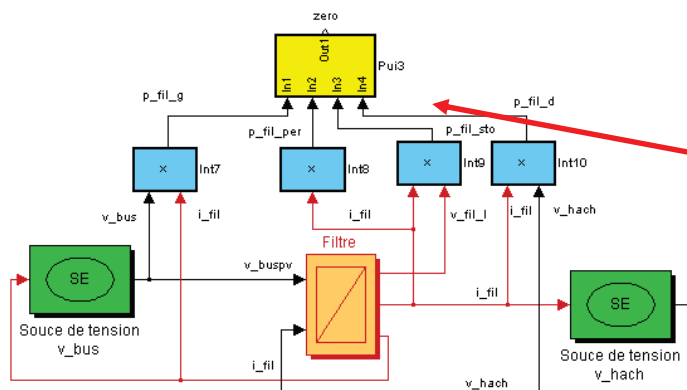 zero
Out1
In1 In2 In3 In4
Pui3
p_fil_g
p_fil_per
p_fil_sto
p_fil_d
× Int7
× Int8
× Int9
× Int10
v_bus
i_fil
i_fil
v_fil_l
i_fil
v_hach
Filtre
SE
Souce de tension
v_bus
v_buspv
i_fil
i_fil
v_hach
SE
Souce de tension
v_hach